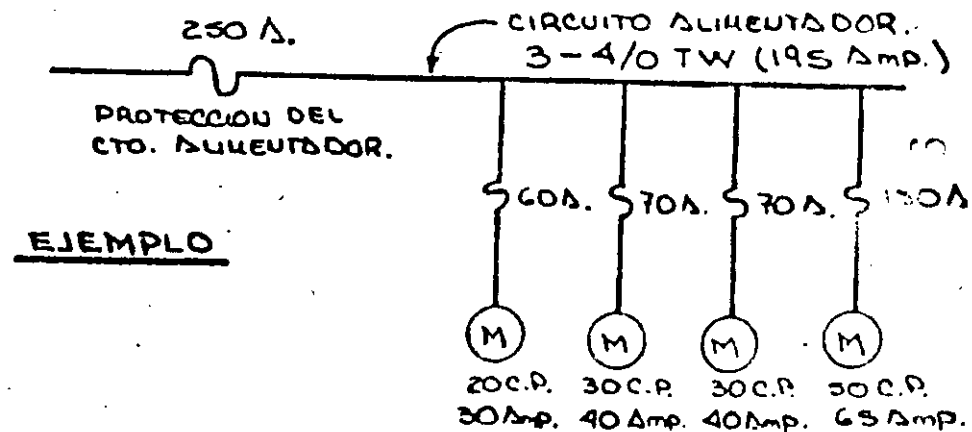 250 A.
CIRCUITO ALIMENTADOR.
3-4/0 TW (195 Amp.)
PROTECCION DEL
CTO. ALIMENTADOR.
60A. 70A. 70A.
EJEMPLO
M M M M
20 C.P. 30 C.P. 30 C.P. 50 C.P.
30 Amp. 40 Amp. 40 Amp. 65 Amp.